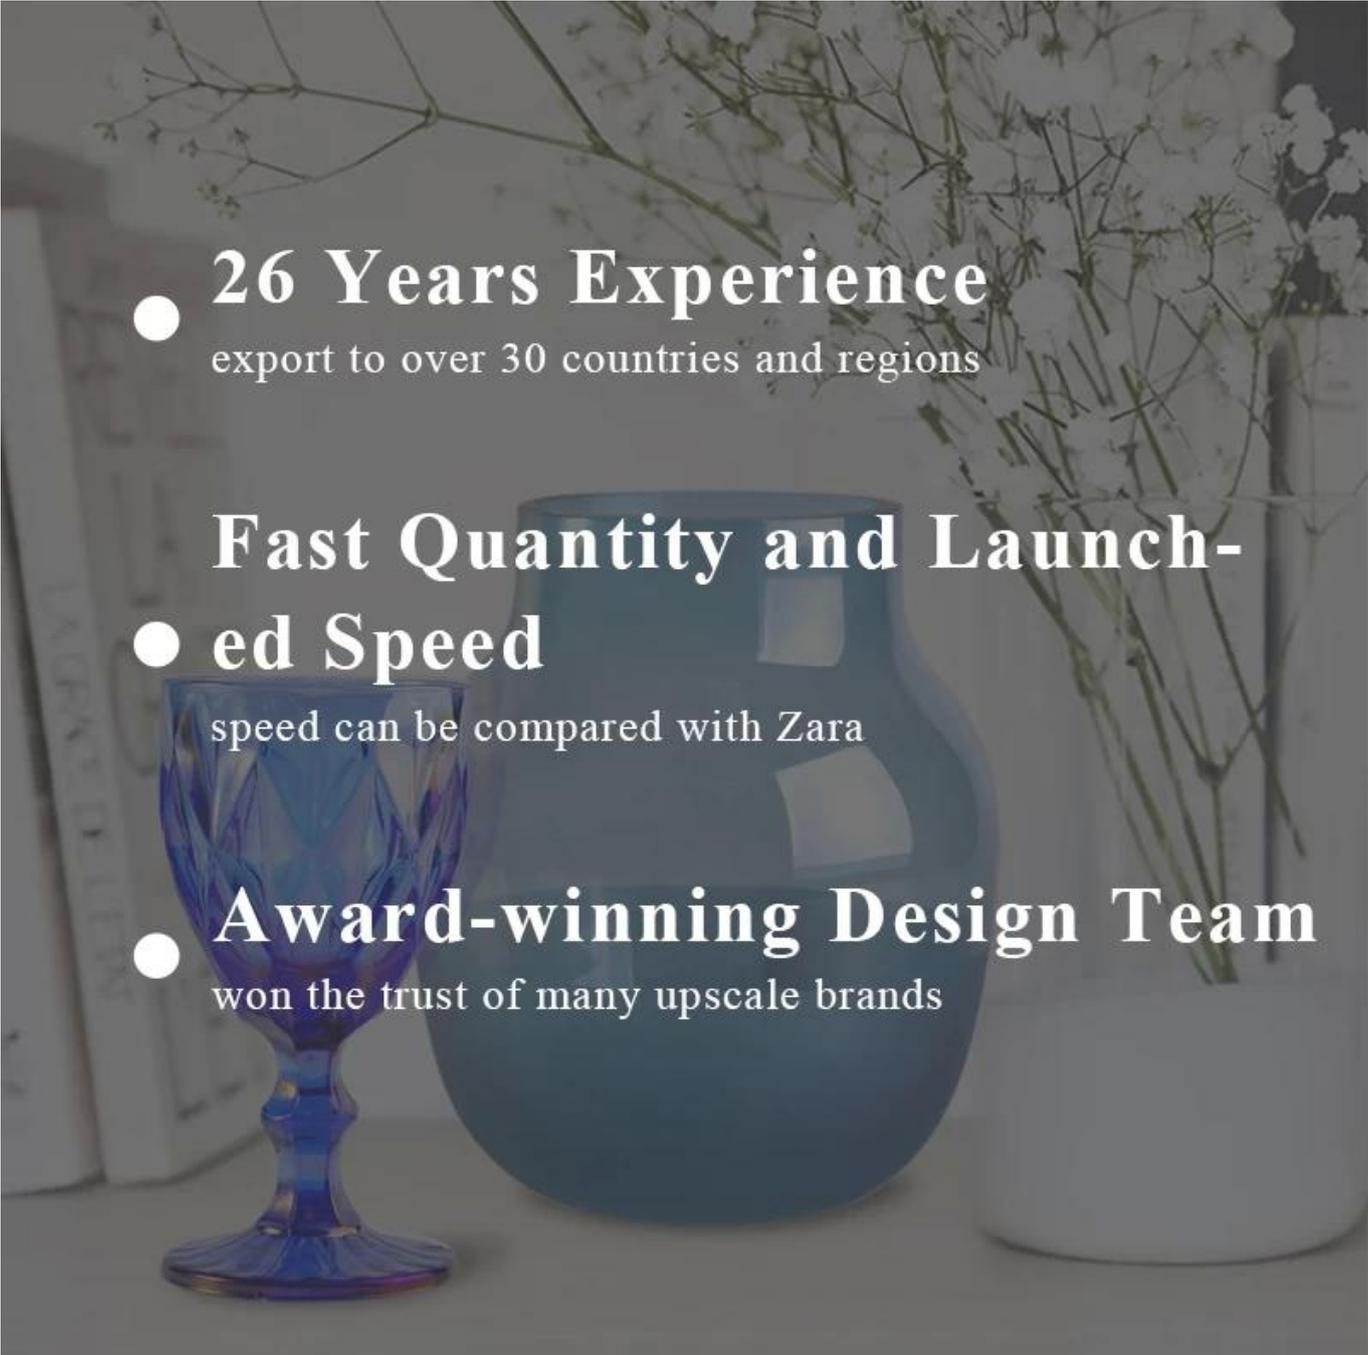 26 Years Experience
export to over 30 countries and regions
Fast Quantity and Launch-
ed Speed
speed can be compared with Zara
Award-winning Design Team
won the trust of many upscale brands